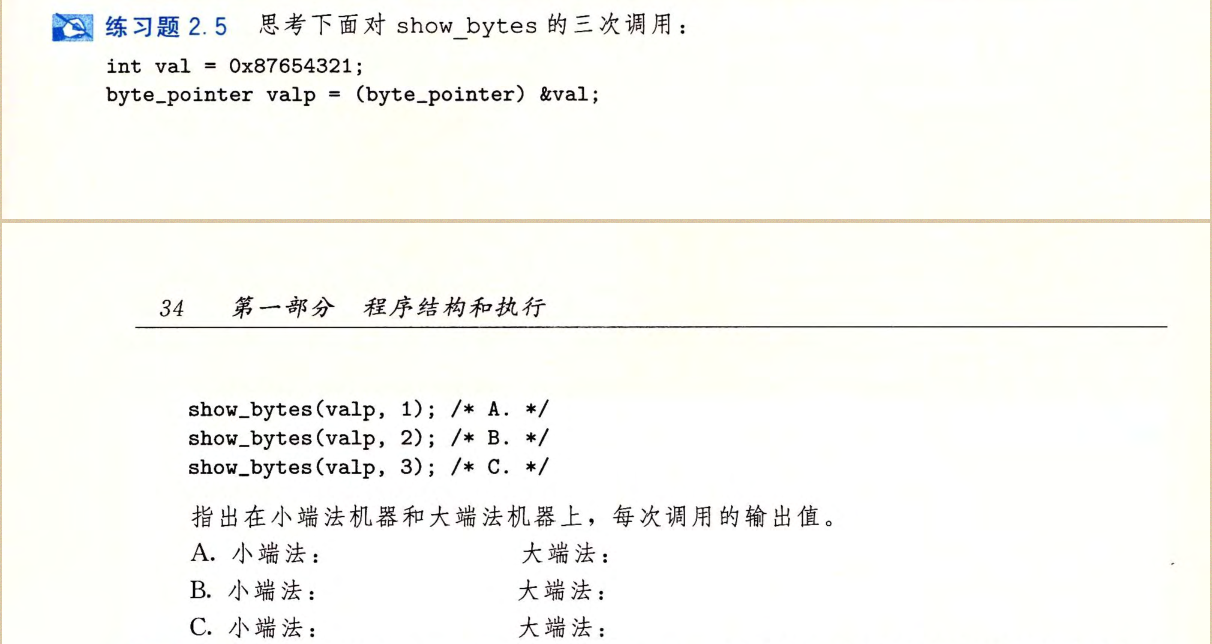 练习题 2.5 思考下面对 show_bytes 的三次调用：
int val = 0x87654321;
byte_pointer valp = (byte_pointer) &val;
34 第一部分 程序结构和执行
show_bytes(valp, 1); /* A. */
show_bytes(valp, 2); /* B. */
show_bytes(valp, 3); /* C. */
指出在小端法机器和大端法机器上，每次调用的输出值。
A. 小端法： 大端法：
B. 小端法： 大端法：
C. 小端法： 大端法：